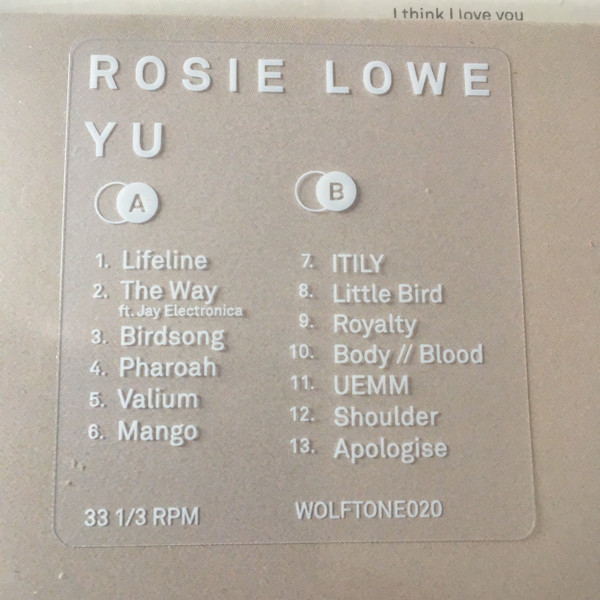 I think I love you
ROSIE LOWE
YU
A
1. Lifeline
2. The Way
ft. Jay Electronica
3. Birdsong
4. Pharoah
5. Valium
6. Mango
33 1/3 RPM
B
7. ITILY
8. Little Bird
9. Royalty
10. Body // Blood
11. UEMM
12. Shoulder
13. Apologise
WOLFTONE020